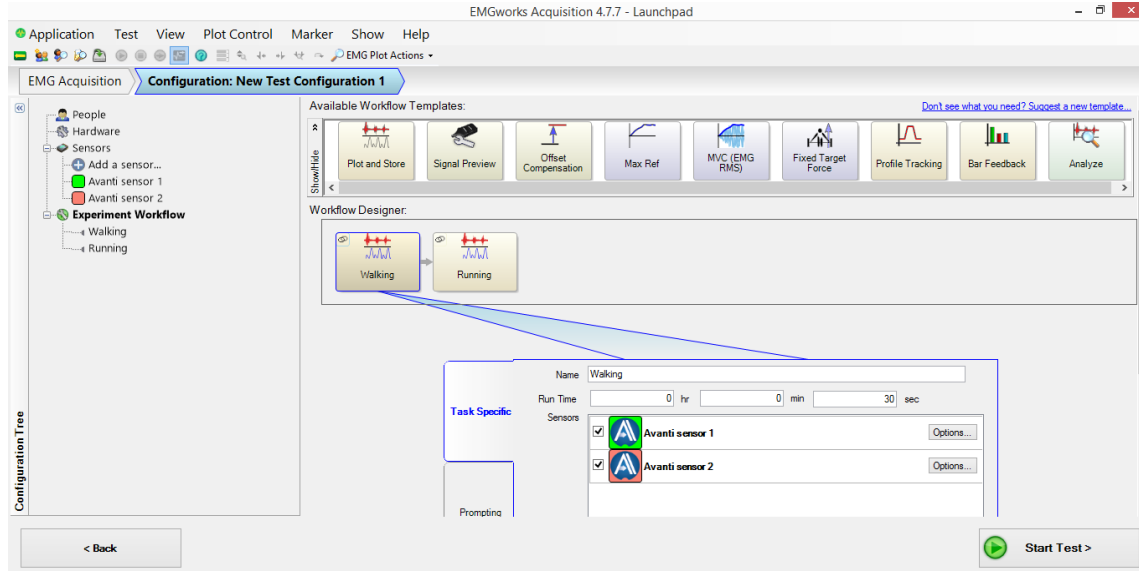 EMGworks Acquisition 4.7.7 - Launchpad
Application Test View Plot Control Marker Show Help
EMG Plot Actions
EMG Acquisition Configuration: New Test Configuration 1
People
Hardware
Sensors
Add a sensor...
Avanti sensor 1
Avanti sensor 2
Experiment Workflow
Walking
Running
Configuration Tree
Available Workflow Templates: Don't see what you need? Suggest a new template...
Show/Hide
Plot and Store
Signal Preview
Offset
Compensation
Max Ref
MVC (EMG
RMS)
Fixed Target
Force
Profile Tracking
Bar Feedback
Analyze
Workflow Designer:
Walking
Running
Task Specific
Prompting
Name Walking
Run Time 0 hr 0 min 30 sec
Sensors
Avanti sensor 1 Options...
Avanti sensor 2 Options...
< Back
Start Test >